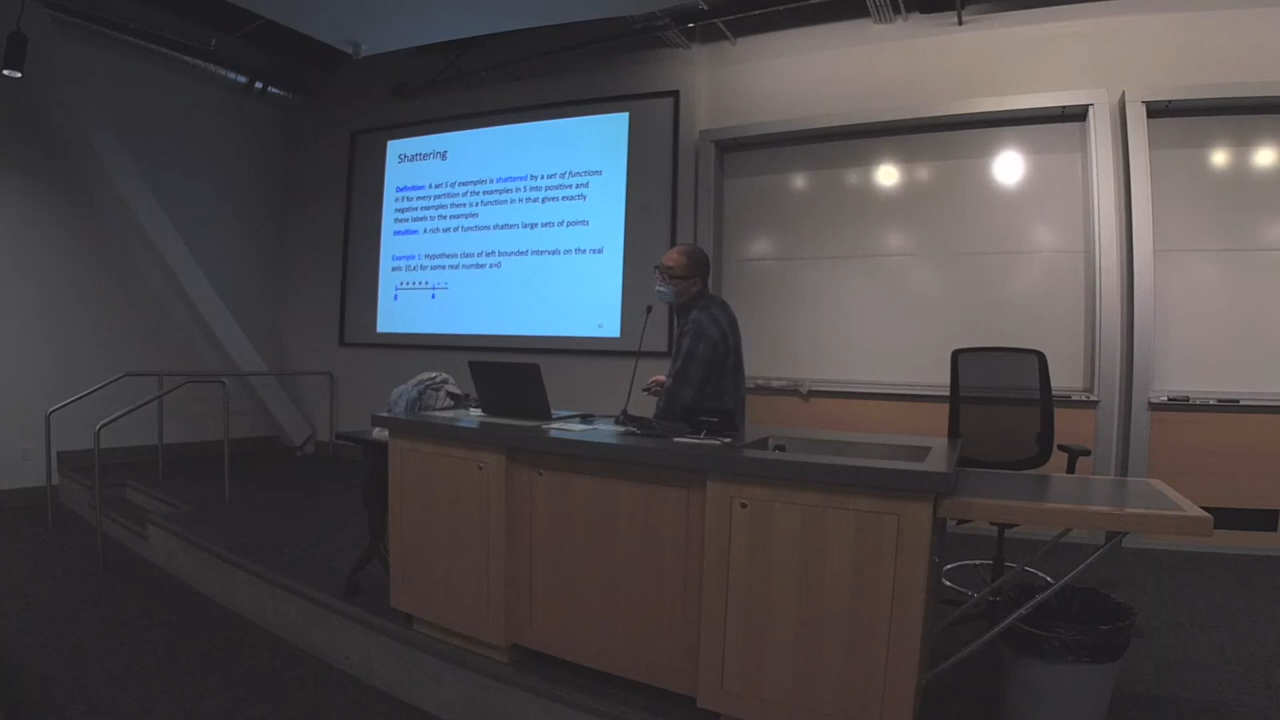 Shattering
Definition: A set S of examples is shattered by a set of functions
H if for every partition of the examples in S into positive and
negative examples there is a function in H that gives exactly
these labels to the examples
Intuition: A rich set of functions shatters large sets of points
Example 1: Hypothesis class of left bounded intervals on the real
axis: [0,a) for some real number a>0
+ + + + + - -
0 a